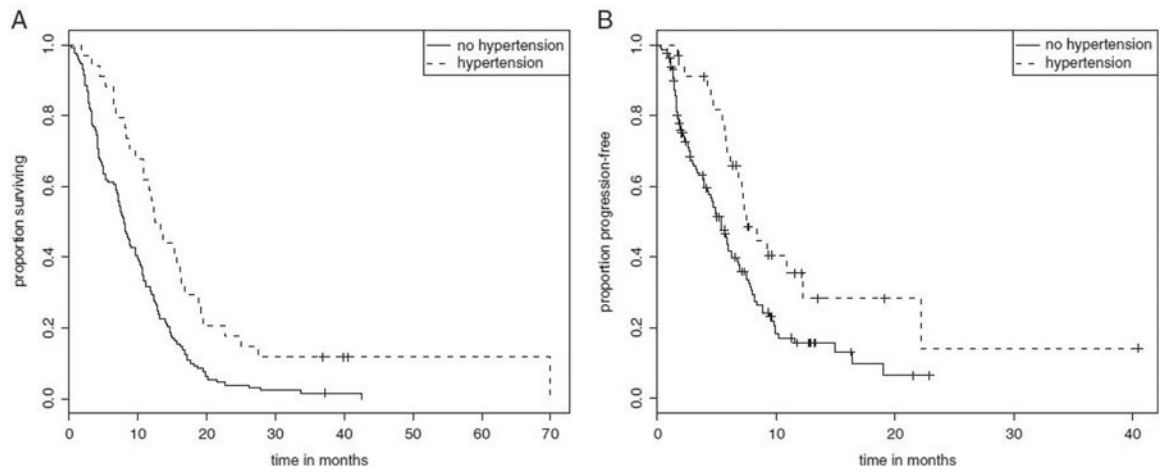 A
no hypertension
hypertension
proportion surviving
1.0
0.8
0.6
0.4
0.2
0.0
0 10 20 30 40 50 60 70
time in months
B
no hypertension
hypertension
proportion progression-free
1.0
0.8
0.6
0.4
0.2
0.0
0 10 20 30 40
time in months